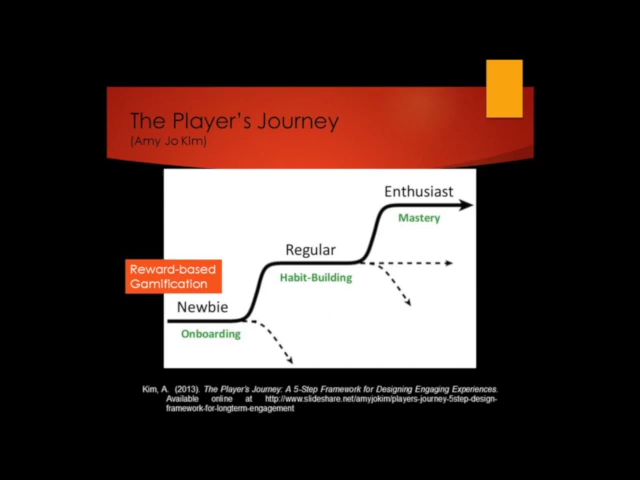 The Player's Journey
(Amy Jo Kim)
Enthusiast
Mastery
Regular
Habit-Building
Reward-based
Gamification
Newbie
Onboarding
Kim, A. (2013). The Player's Journey: A 5-Step Framework for Designing Engaging Experiences.
Available online at http://www.slideshare.net/amyjokim/players-journey-5step-design-
framework-for-longterm-engagement